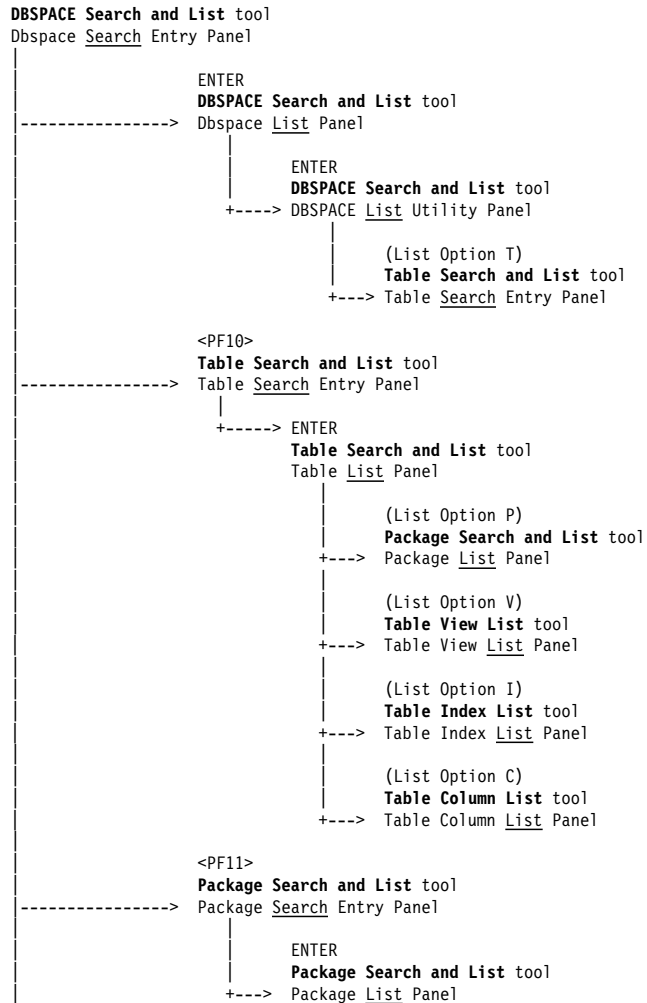 DBSPACE Search and List tool
Dbspace Search Entry Panel
ENTER
DBSPACE Search and List tool
|----------------> Dbspace List Panel
ENTER
DBSPACE Search and List tool
+----> DBSPACE List Utility Panel
(List Option T)
Table Search and List tool
+---> Table Search Entry Panel
<PF10>
Table Search and List tool
|----------------> Table Search Entry Panel
+-----> ENTER
Table Search and List tool
Table List Panel
(List Option P)
Package Search and List tool
+---> Package List Panel
(List Option V)
Table View List tool
+---> Table View List Panel
(List Option I)
Table Index List tool
+---> Table Index List Panel
(List Option C)
Table Column List tool
+---> Table Column List Panel
<PF11>
Package Search and List tool
|----------------> Package Search Entry Panel
ENTER
Package Search and List tool
+---> Package List Panel